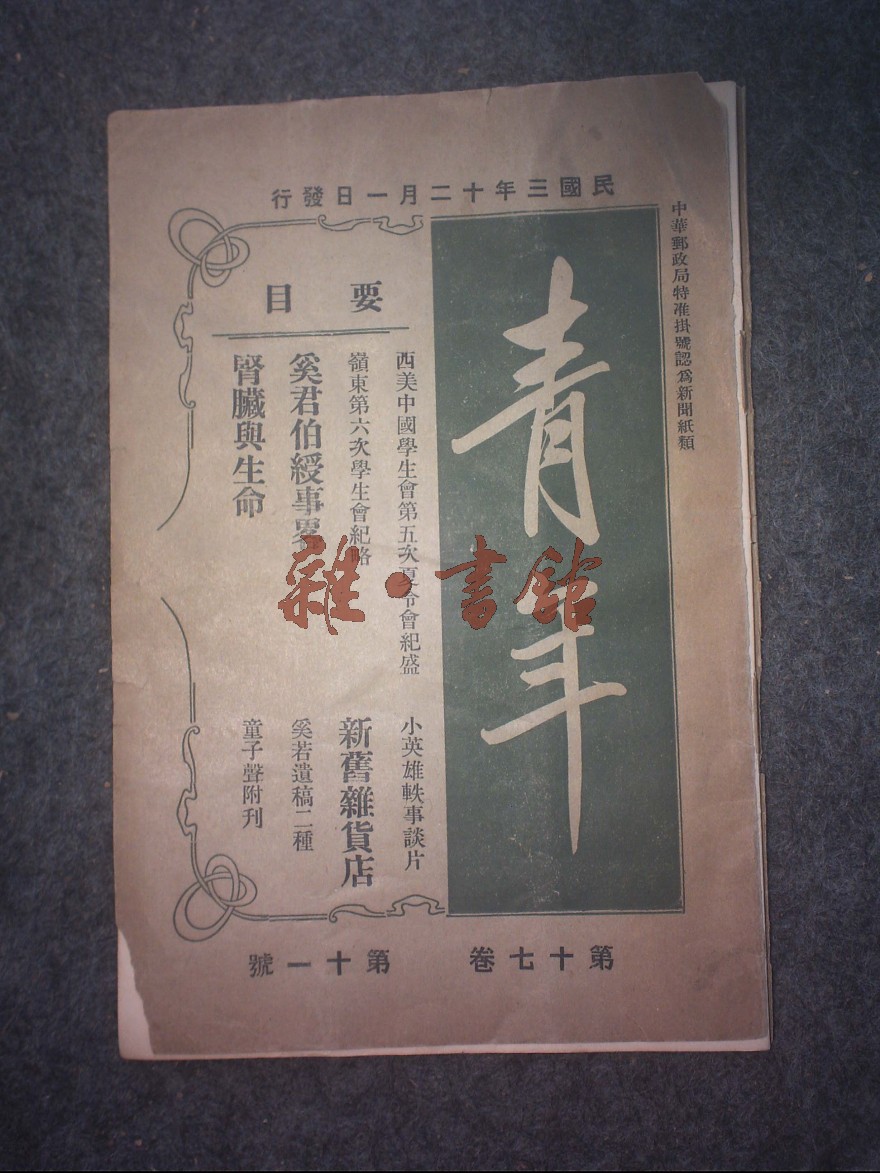 民國三年十二月一日發行
中華郵政局特准掛號認爲新聞紙類
青年
要目
西美中國學生會第五次夏令會紀盛
嶺東第六次學生會紀略
奚君伯綬事畧
腎臟與生命
小英雄軼事談片
新舊雜貨店
奚若遺稿二種
童子聲附刊
第十七卷
第十一號
雜·書館